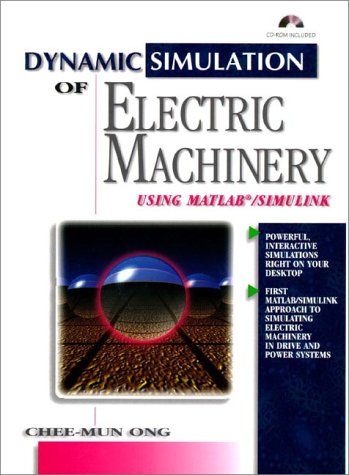 CD-ROM INCLUDED
DYNAMIC SIMULATION
OF ELECTRIC
MACHINERY
USING MATLAB®/SIMULINK
POWERFUL,
INTERACTIVE
SIMULATIONS
RIGHT ON YOUR
DESKTOP
FIRST
MATLAB/SIMULINK
APPROACH TO
SIMULATING
ELECTRIC
MACHINERY
IN DRIVE AND
POWER SYSTEMS
CHEE-MUN ONG